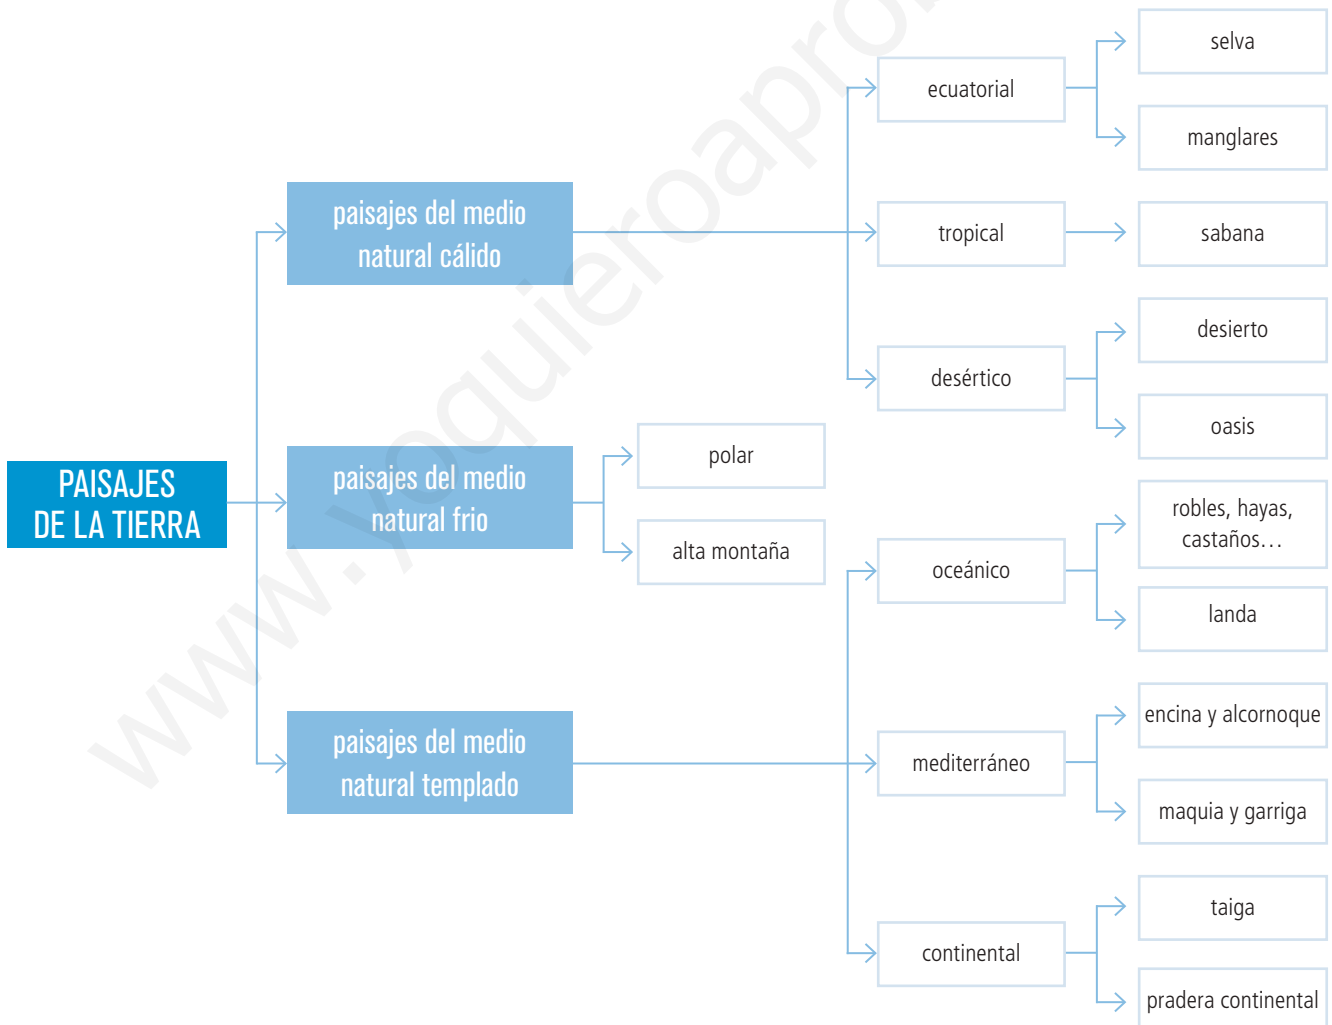 PAISAJES
DE LA TIERRA
paisajes del medio
natural cálido
ecuatorial
selva
manglares
tropical
sabana
desértico
desierto
oasis
paisajes del medio
natural frio
polar
alta montaña
paisajes del medio
natural templado
oceánico
robles, hayas,
castaños…
landa
mediterráneo
encina y alcornoque
maquia y garriga
continental
taiga
pradera continental
www.yoquieroapro